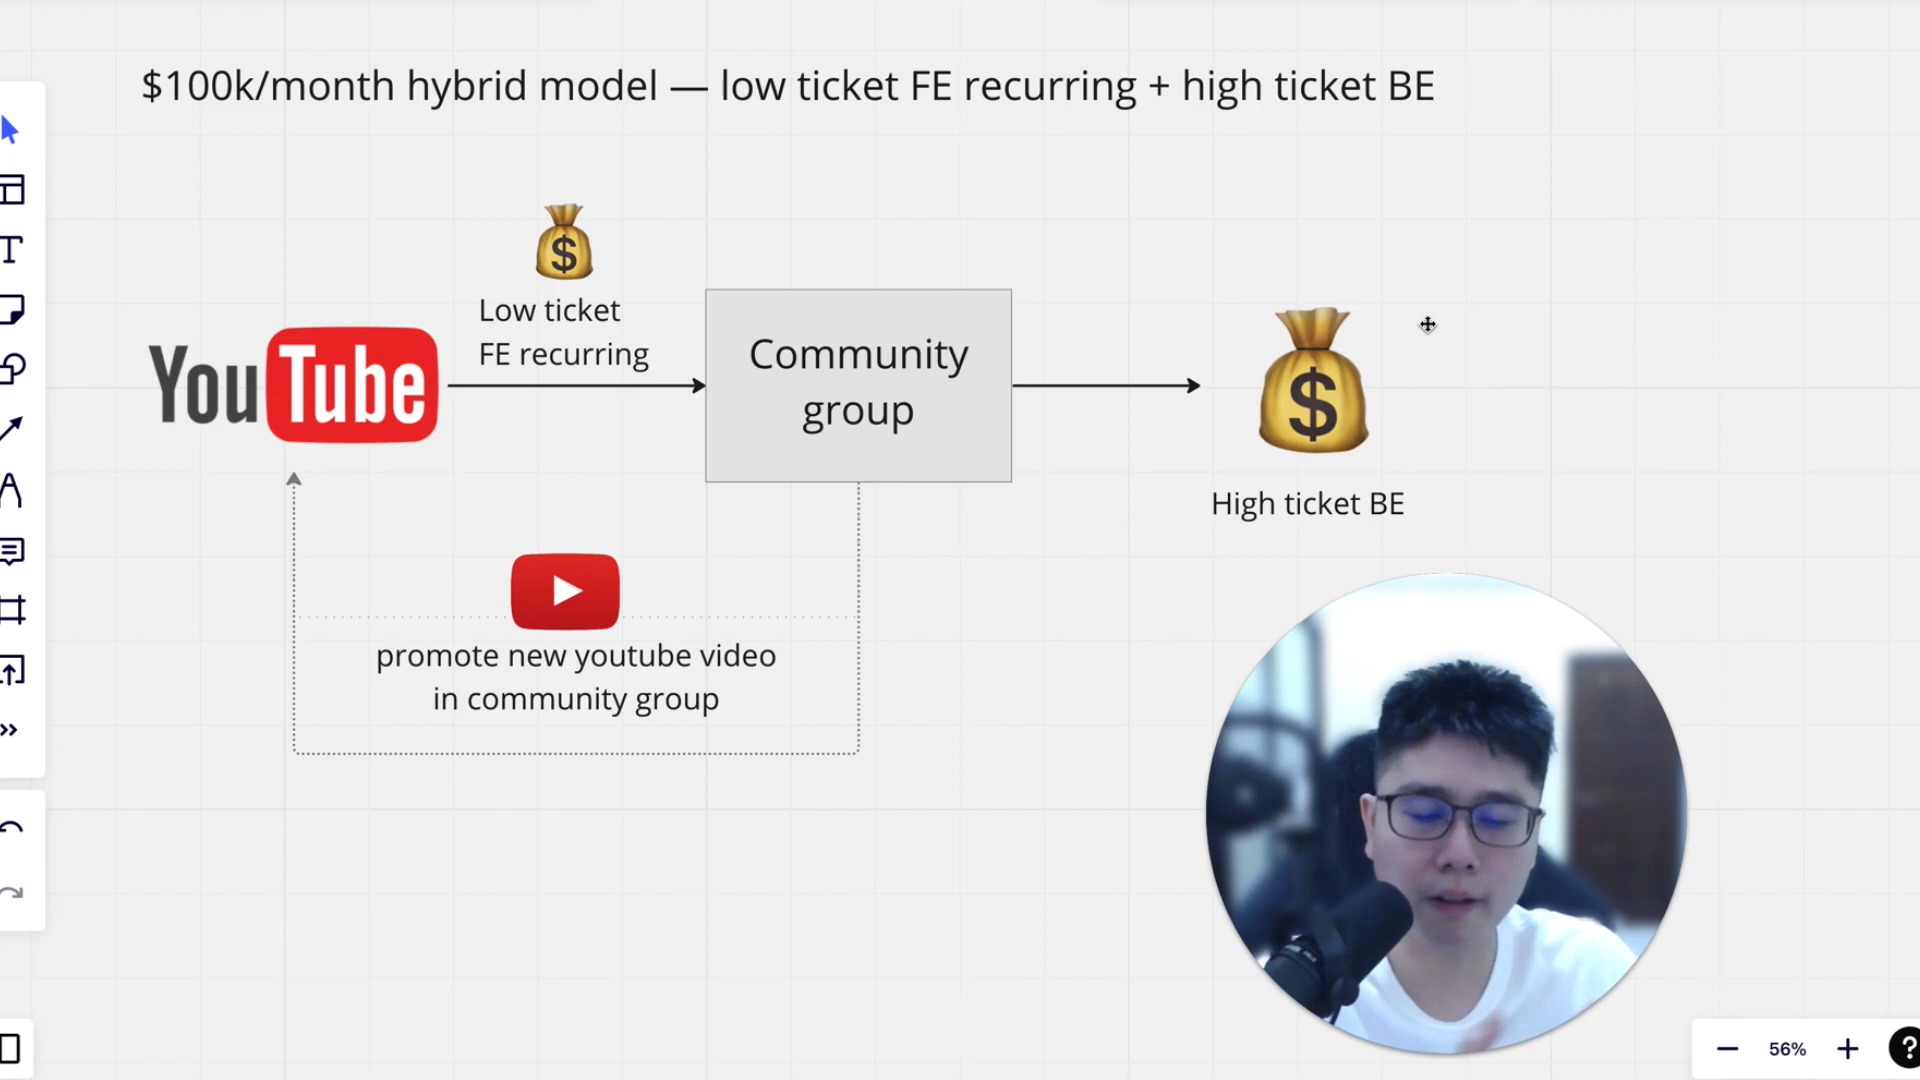 $100k/month hybrid model — low ticket FE recurring + high ticket BE
$
Low ticket
FE recurring
YouTube
Community
group
$
High ticket BE
promote new youtube video
in community group
56%